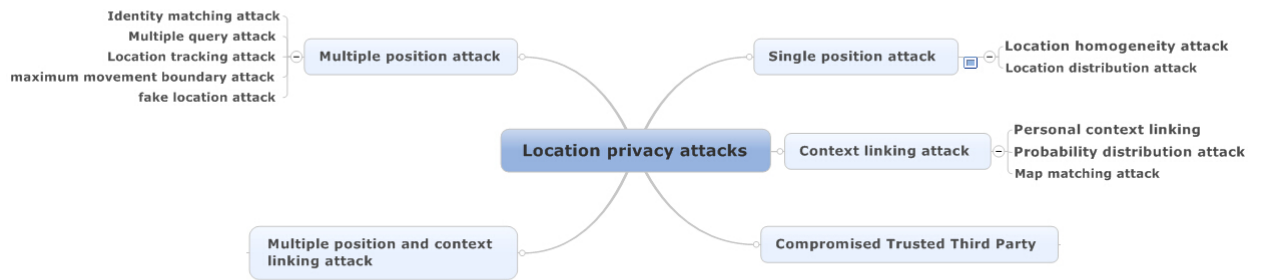 Identity matching attack
Multiple query attack
Location tracking attack
maximum movement boundary attack
fake location attack
Multiple position attack
Single position attack
Location homogeneity attack
Location distribution attack
Location privacy attacks
Context linking attack
Personal context linking
Probability distribution attack
Map matching attack
Multiple position and context
linking attack
Compromised Trusted Third Party